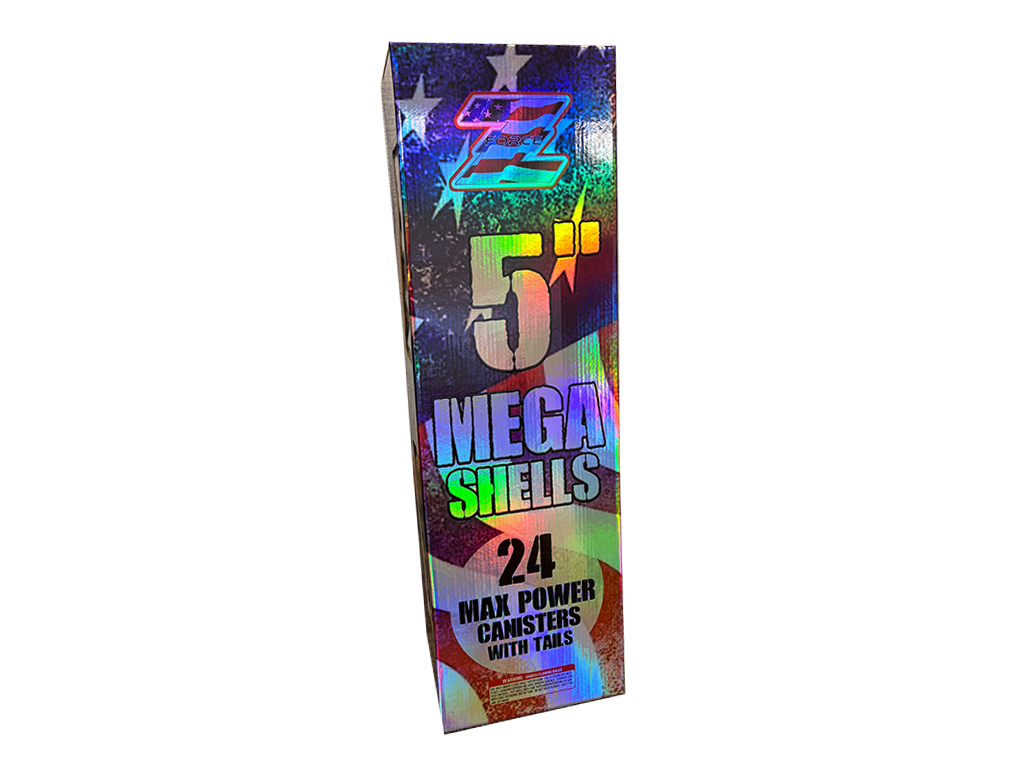 Z
FORCE
5"
MEGA
SHELLS
24
MAX POWER
CANISTERS
WITH TAILS
WARNING